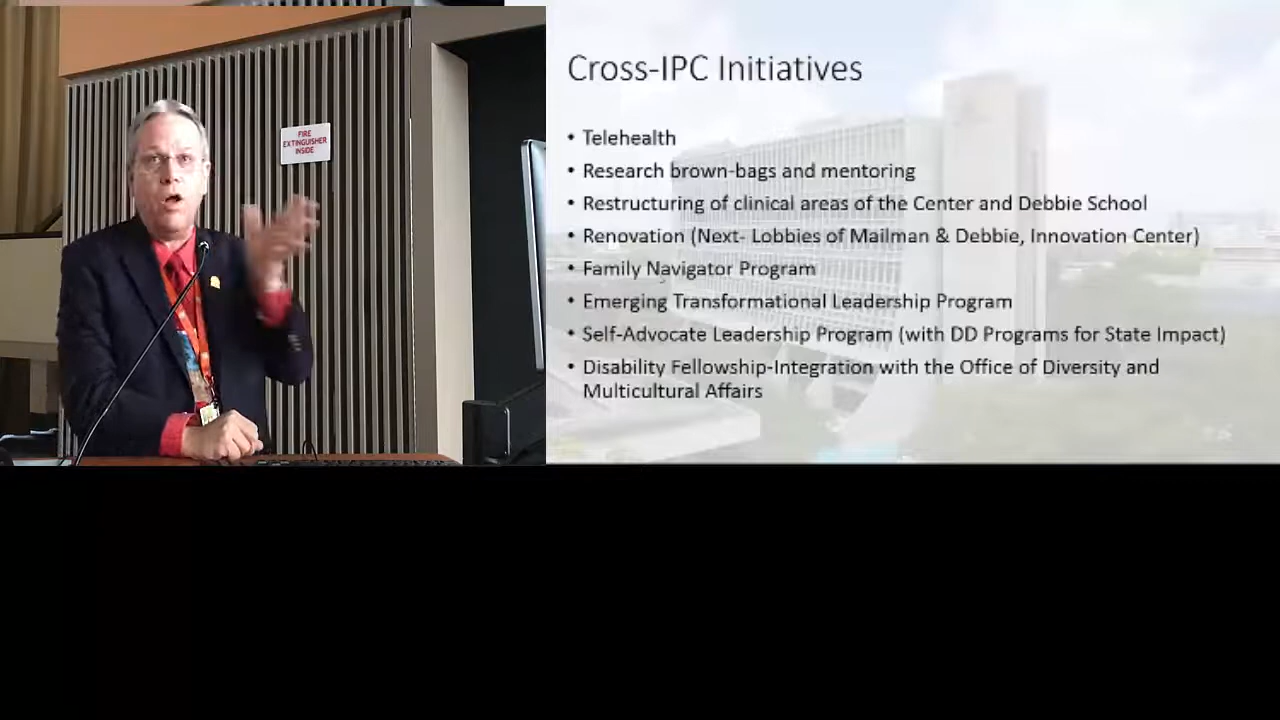 FIRE
EXTINGUISHER
INSIDE
Cross-IPC Initiatives
• Telehealth
• Research brown-bags and mentoring
• Restructuring of clinical areas of the Center and Debbie School
• Renovation (Next- Lobbies of Mailman & Debbie, Innovation Center)
• Family Navigator Program
• Emerging Transformational Leadership Program
• Self-Advocate Leadership Program (with DD Programs for State Impact)
• Disability Fellowship-Integration with the Office of Diversity and
Multicultural Affairs